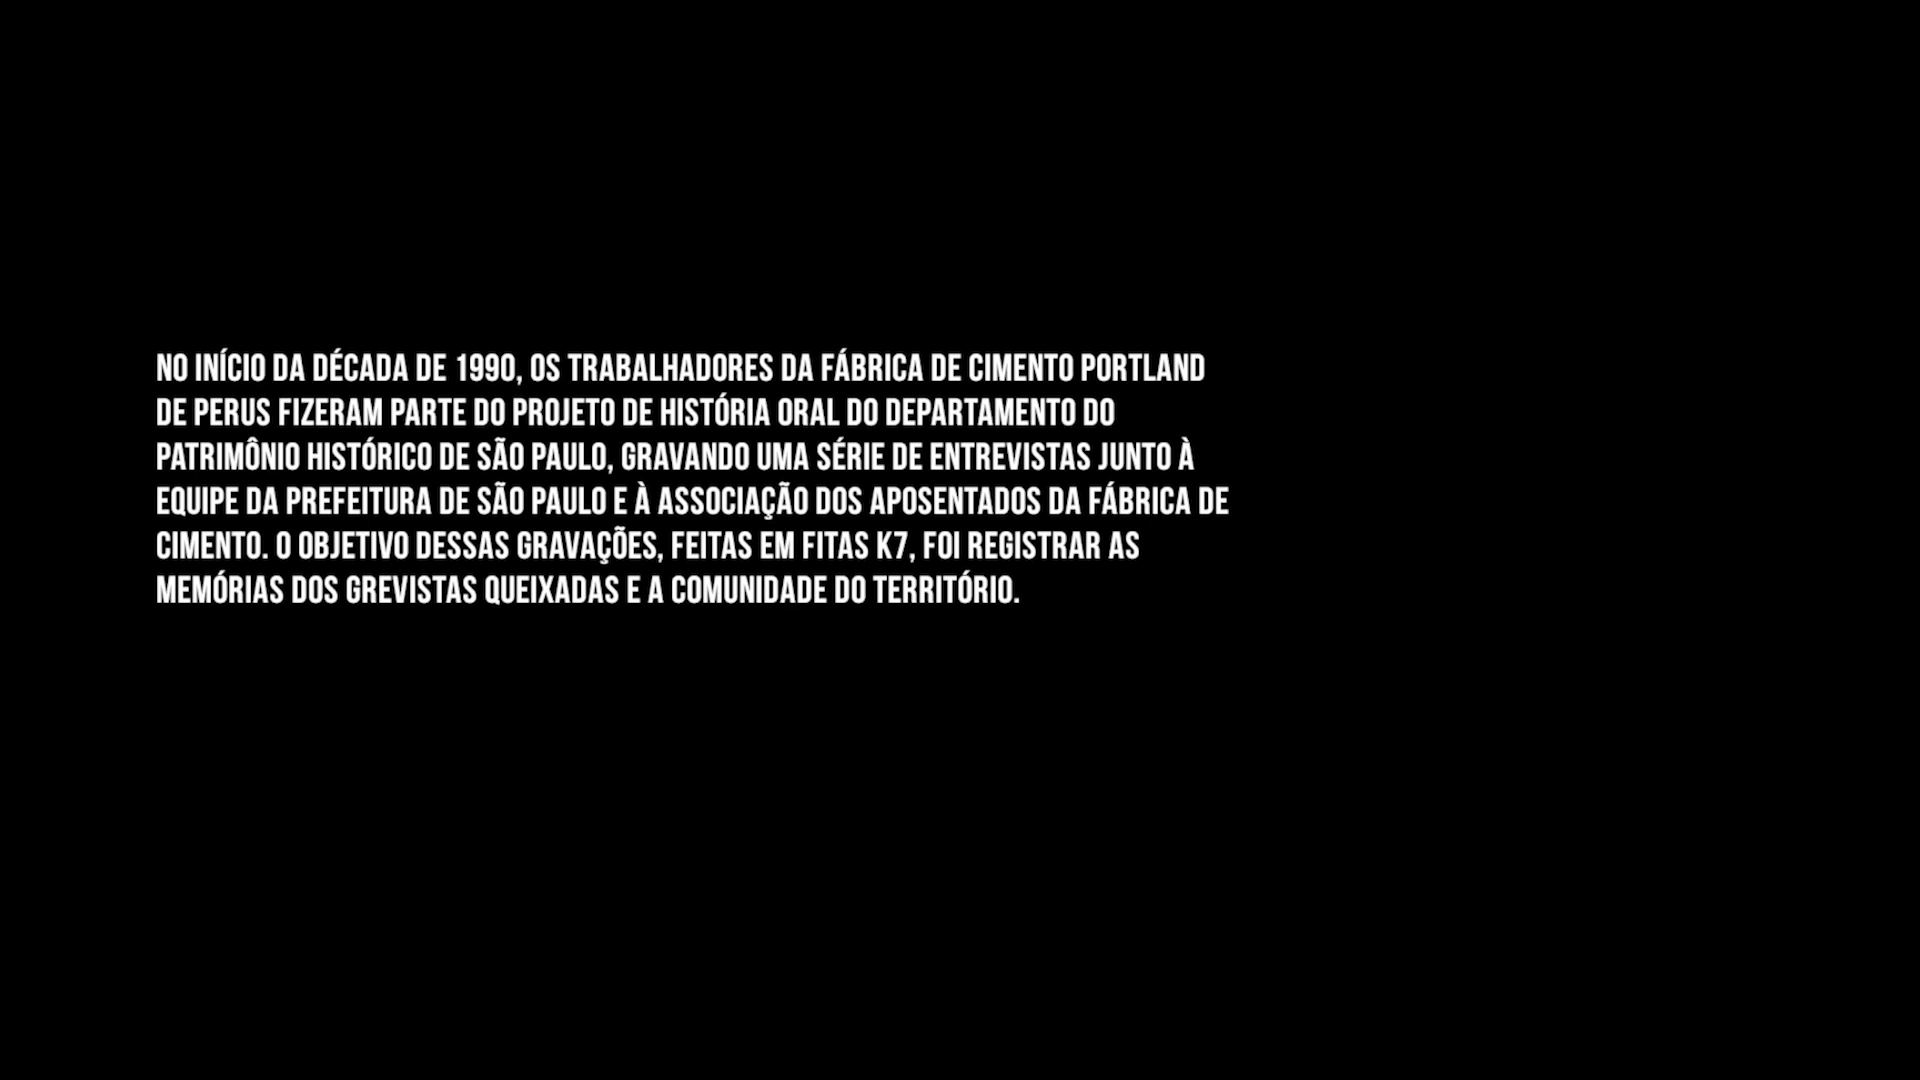 NO INÍCIO DA DÉCADA DE 1990, OS TRABALHADORES DA FÁBRICA DE CIMENTO PORTLAND
DE PERUS FIZERAM PARTE DO PROJETO DE HISTÓRIA ORAL DO DEPARTAMENTO DO
PATRIMÔNIO HISTÓRICO DE SÃO PAULO, GRAVANDO UMA SÉRIE DE ENTREVISTAS JUNTO À
EQUIPE DA PREFEITURA DE SÃO PAULO E À ASSOCIAÇÃO DOS APOSENTADOS DA FÁBRICA DE
CIMENTO. O OBJETIVO DESSAS GRAVAÇÕES, FEITAS EM FITAS K7, FOI REGISTRAR AS
MEMÓRIAS DOS GREVISTAS QUEIXADAS E A COMUNIDADE DO TERRITÓRIO.